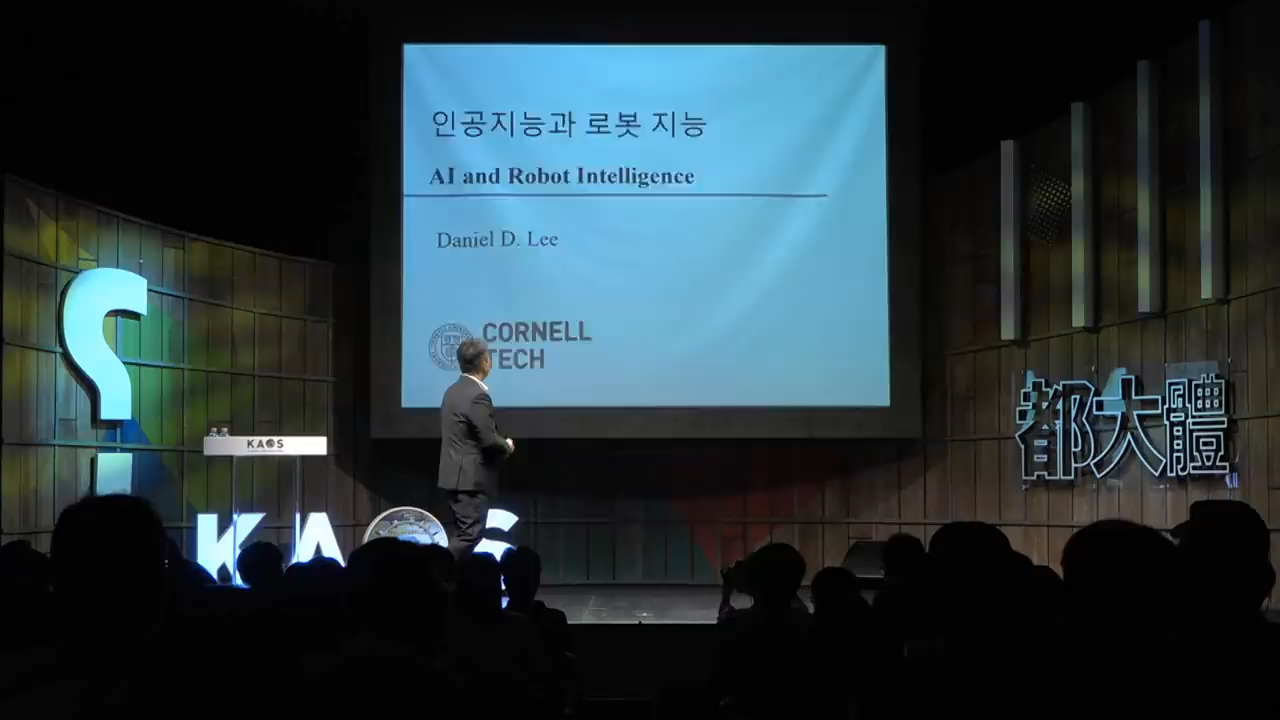 인공지능과 로봇 지능
AI and Robot Intelligence
Daniel D. Lee
CORNELL
TECH
KAOS
KAOS
都大體